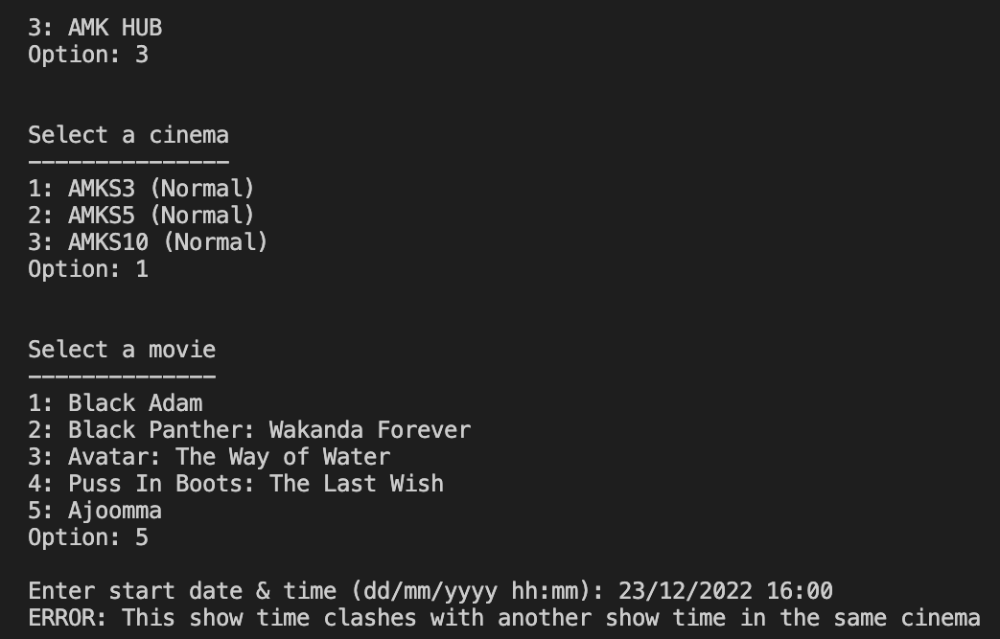 3: AMK HUB
Option: 3
Select a cinema
---------------
1: AMKS3 (Normal)
2: AMKS5 (Normal)
3: AMKS10 (Normal)
Option: 1
Select a movie
--------------
1: Black Adam
2: Black Panther: Wakanda Forever
3: Avatar: The Way of Water
4: Puss In Boots: The Last Wish
5: Ajoomma
Option: 5
Enter start date & time (dd/mm/yyyy hh:mm): 23/12/2022 16:00
ERROR: This show time clashes with another show time in the same cinema